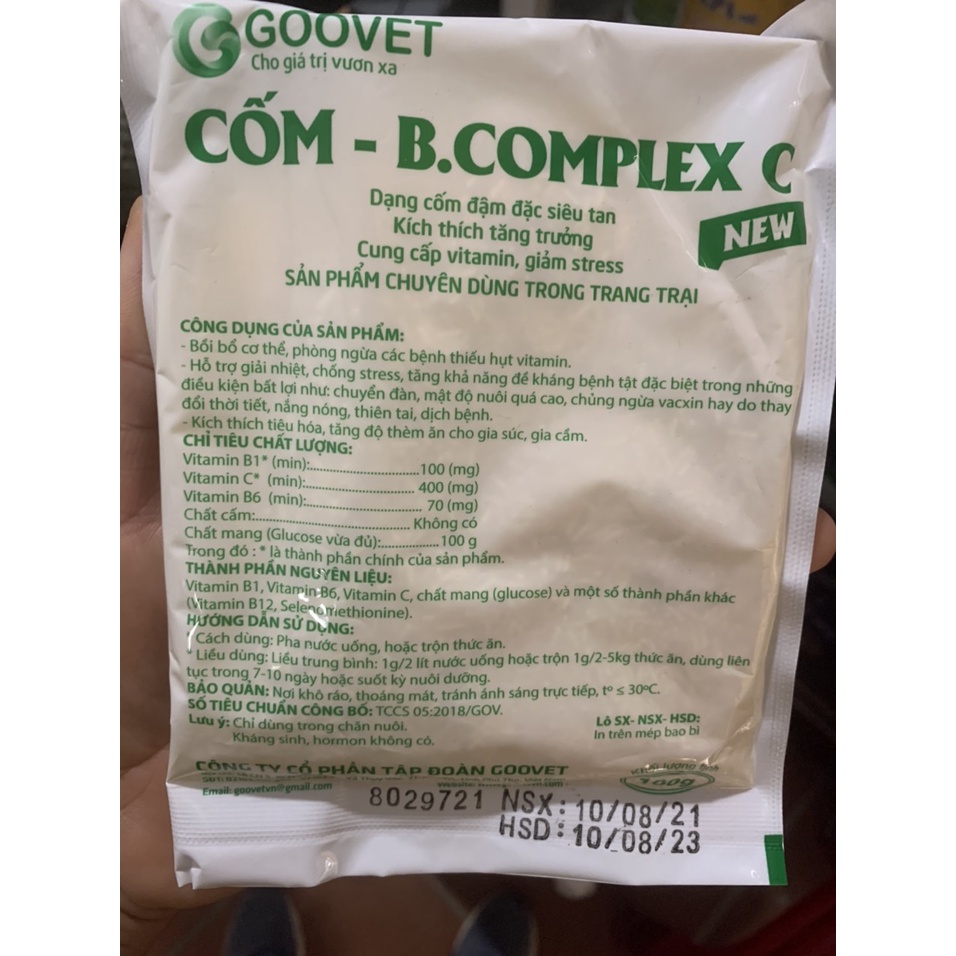 GOOVET
Cho giá trị vươn xa
CỐM - B.COMPLEX C
NEW
Dạng cốm đậm đặc siêu tan
Kích thích tăng trưởng
Cung cấp vitamin, giảm stress
SẢN PHẨM CHUYÊN DÙNG TRONG TRANG TRẠI
CÔNG DỤNG CỦA SẢN PHẨM:
- Bồi bổ cơ thể, phòng ngừa các bệnh thiếu hụt vitamin.
- Hỗ trợ giải nhiệt, chống stress, tăng khả năng đề kháng bệnh tật đặc biệt trong những
điều kiện bất lợi như: chuyển đàn, mật độ nuôi quá cao, chủng ngừa vacxin hay do thay
đổi thời tiết, nắng nóng, thiên tai, dịch bệnh.
- Kích thích tiêu hóa, tăng độ thèm ăn cho gia súc, gia cầm.
CHỈ TIÊU CHẤT LƯỢNG:
Vitamin B1* (min):..............................100 (mg)
Vitamin C* (min):.............................. 400 (mg)
Vitamin B6 (min):.............................. 70 (mg)
Chất cấm:.......................................... Không có
Chất mang (Glucose vừa đủ):................100 g
Trong đó : * là thành phần chính của sản phẩm.
THÀNH PHẦN NGUYÊN LIỆU:
Vitamin B1, Vitamin B6, Vitamin C, chất mang (glucose) và một số thành phần khác
(Vitamin B12, Selenomethionine).
HƯỚNG DẪN SỬ DỤNG:
* Cách dùng: Pha nước uống, hoặc trộn thức ăn.
* Liều dùng: Liều trung bình: 1g/2 lít nước uống hoặc trộn 1g/2-5kg thức ăn, dùng liên
tục trong 7-10 ngày hoặc suốt kỳ nuôi dưỡng.
BẢO QUẢN: Nơi khô ráo, thoáng mát, tránh ánh sáng trực tiếp, tº ≤ 30ºC.
SỐ TIÊU CHUẨN CÔNG BỐ: TCCS 05:2018/GOV.
Lưu ý: Chỉ dùng trong chăn nuôi.
Kháng sinh, hormon không có.
Lô SX- NSX- HSD:
In trên mép bao bì
CÔNG TY CỔ PHẦN TẬP ĐOÀN GOOVET
Email: goovetvn@gmail.com
Khối lượng
100g
8029721 NSX: 10/08/21
HSD: 10/08/23